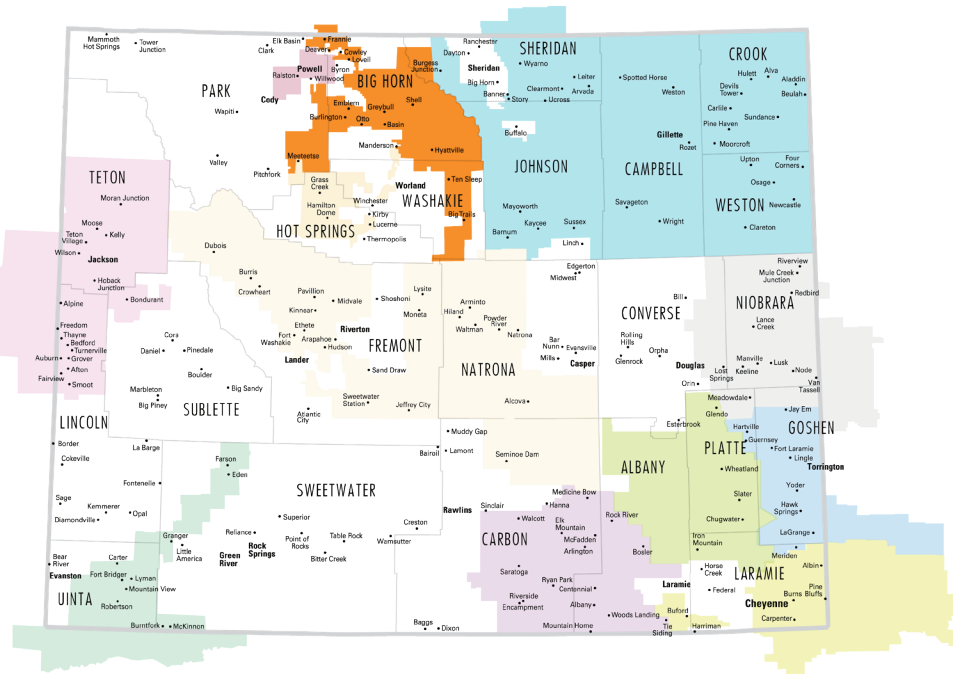 Mammoth
Hot Springs
Tower
Junction
Elk Basin
Clark
Frannie
Deever
Cowley
Lovell
Byron
Powell
Ralston
Willwood
Cody
PARK
Wapiti
Valley
Pitchfork
Meeteetse
BIG HORN
Burgess
Junction
Emblem
Greybull
Shell
Burlington
Otto
Basin
Manderson
Hyattville
Ranchester
Dayton
SHERIDAN
Wyarno
Sheridan
Big Horn
Banner
Story
Clearmont
Ucross
Leiter
Arvada
Buffalo
JOHNSON
Mayoworth
Kaycee
Sussex
Barnum
Linch
Spotted Horse
Weston
Gillette
Rozet
CAMPBELL
Savageton
Wright
CROOK
Hulett
Alva
Devils
Tower
Aladdin
Beulah
Carlile
Sundance
Pine Haven
Moorcroft
Upton
Four
Corners
Osage
WESTON
Newcastle
Clareton
TETON
Moran Junction
Moose
Teton
Village
Kelly
Wilson
Jackson
Hoback
Junction
Bondurant
Alpine
Freedom
Thayne
Bedford
Turnerville
Auburn
Grover
Afton
Fairview
Smoot
LINCOLN
Border
Cokeville
La Barge
Fontenelle
Sage
Kemmerer
Diamondville
Opal
Grass
Creek
Hamilton
Dome
HOT SPRINGS
Winchester
Kirby
Lucerne
Thermopolis
Worland
WASHAKIE
Ten Sleep
Big Trails
Dubois
Burris
Crowheart
Pavillion
Midvale
Kinnear
Ethete
Fort
Washakie
Arapahoe
Hudson
Riverton
Lander
Shoshoni
Lysite
Moneta
FREMONT
Sand Draw
Sweetwater
Station
Jeffrey City
Atlantic
City
Cora
Daniel
Pinedale
Boulder
Marbleton
Big Piney
Big Sandy
SUBLETTE
Arminto
Hiland
Waltman
Powder
River
Natrona
NATRONA
Edgerton
Midwest
Bar
Nunn
Evansville
Mills
Casper
Alcova
CONVERSE
Bill
Rolling
Hills
Glenrock
Orpha
Douglas
Orin
Esterbrook
Lost
Springs
NIOBRARA
Riverview
Mule Creek
Junction
Redbird
Lance
Creek
Manville
Keeline
Lusk
Node
Van
Tassell
Meadowdale
Glendo
PLATTE
Hartville
Guernsey
Wheatland
Slater
Chugwater
Jay Em
GOSHEN
Fort Laramie
Lingle
Torrington
Yoder
Hawk
Springs
LaGrange
Muddy Gap
Bairoil
Lamont
Seminoe Dam
Rawlins
Sinclair
Medicine Bow
Hanna
Walcott
Elk
Mountain
McFadden
Arlington
CARBON
Saratoga
Ryan Park
Riverside
Encampment
Baggs
Dixon
ALBANY
Rock River
Bosler
Centennial
Albany
Laramie
Woods Landing
Mountain Home
Tie
Siding
Iron
Mountain
Horse
Creek
Federal
Meriden
LARAMIE
Albin
Pine
Bluffs
Burns
Cheyenne
Carpenter
Buford
Harriman
Farson
Eden
SWEETWATER
Superior
Reliance
Point of
Rocks
Table Rock
Bitter Creek
Creston
Wamsutter
Rock
Springs
Green
River
Granger
Little
America
Bear
River
Evanston
Carter
Fort Bridger
Lyman
Mountain View
Robertson
UINTA
Burntfork
McKinnon